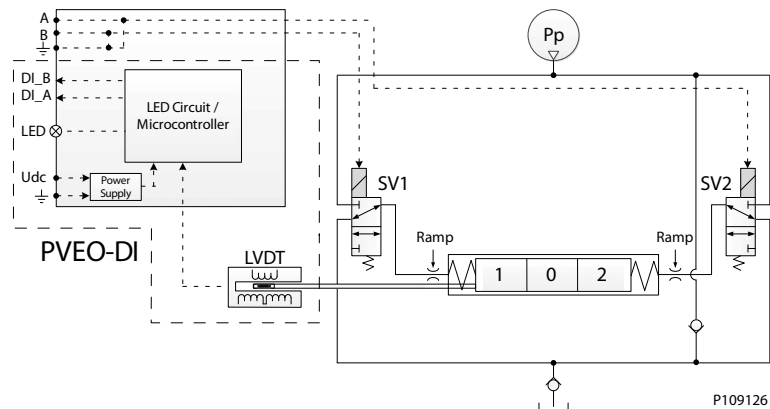 A
B
Pp
DI_B
DI_A
LED Circuit /
Microcontroller
LED
Udc
Power
Supply
SV1
SV2
PVEO-DI
Ramp
Ramp
LVDT
1 0 2
P109126